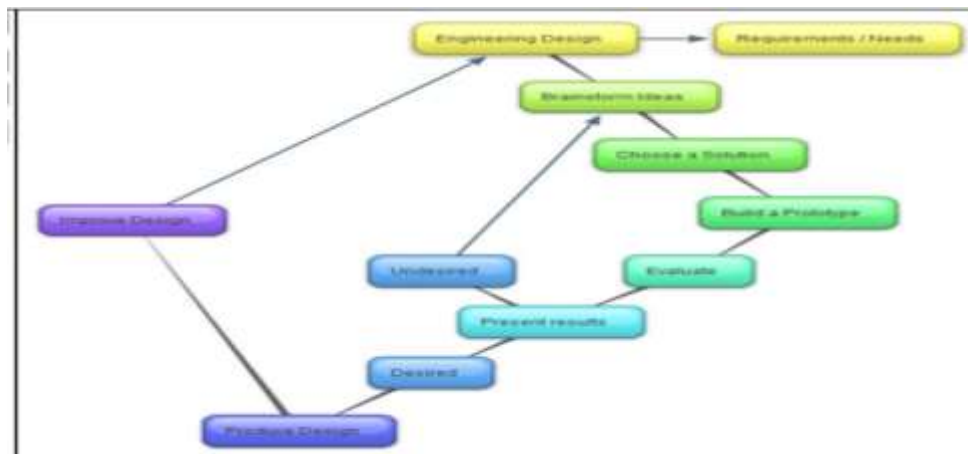 Engineering Design
Requirements / Needs
Brainstorm Ideas
Choose a Solution
Build a Prototype
Improve Design
Undesired
Evaluate
Present results
Desired
Produce Design